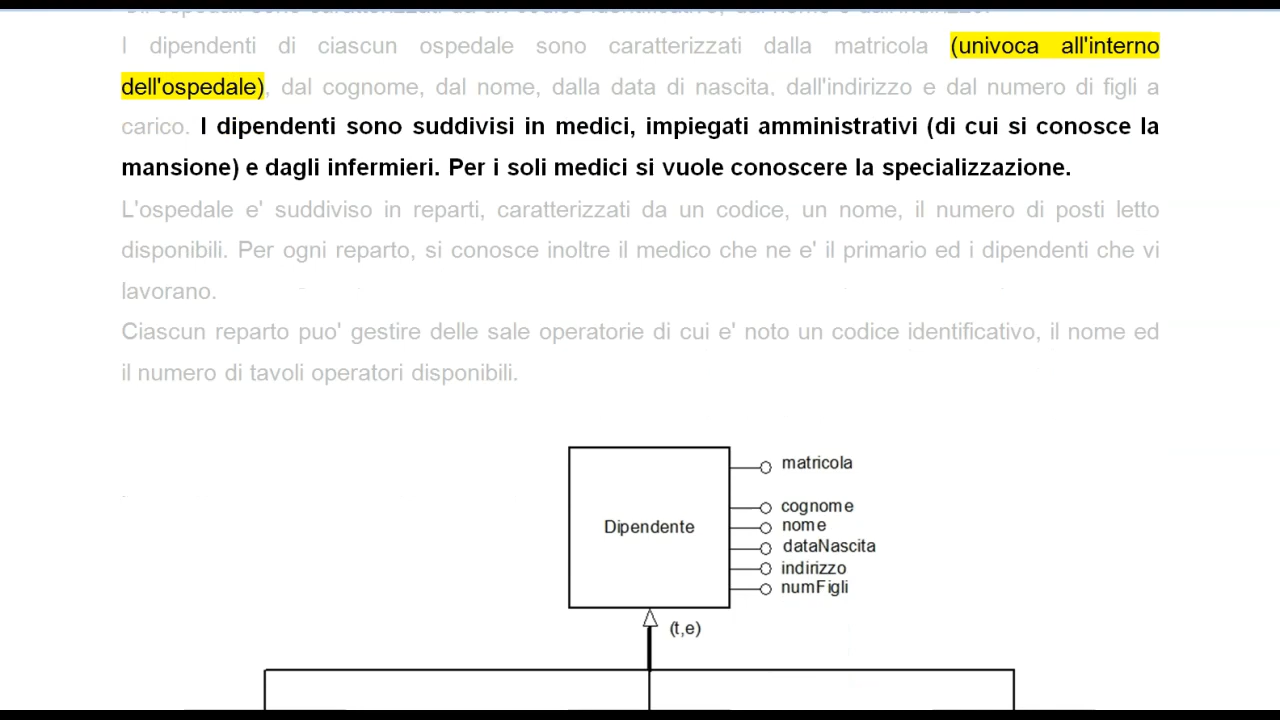 I dipendenti di ciascun ospedale sono caratterizzati dalla matricola (univoca all'interno
dell'ospedale), dal cognome, dal nome, dalla data di nascita, dall'indirizzo e dal numero di figli a
carico. I dipendenti sono suddivisi in medici, impiegati amministrativi (di cui si conosce la
mansione) e dagli infermieri. Per i soli medici si vuole conoscere la specializzazione.
L'ospedale e' suddiviso in reparti, caratterizzati da un codice, un nome, il numero di posti letto
disponibili. Per ogni reparto, si conosce inoltre il medico che ne e' il primario ed i dipendenti che vi
lavorano.
Ciascun reparto puo' gestire delle sale operatorie di cui e' noto un codice identificativo, il nome ed
il numero di tavoli operatori disponibili.
matricola
cognome
Dipendente
nome
dataNascita
indirizzo
numFigli
(t,e)